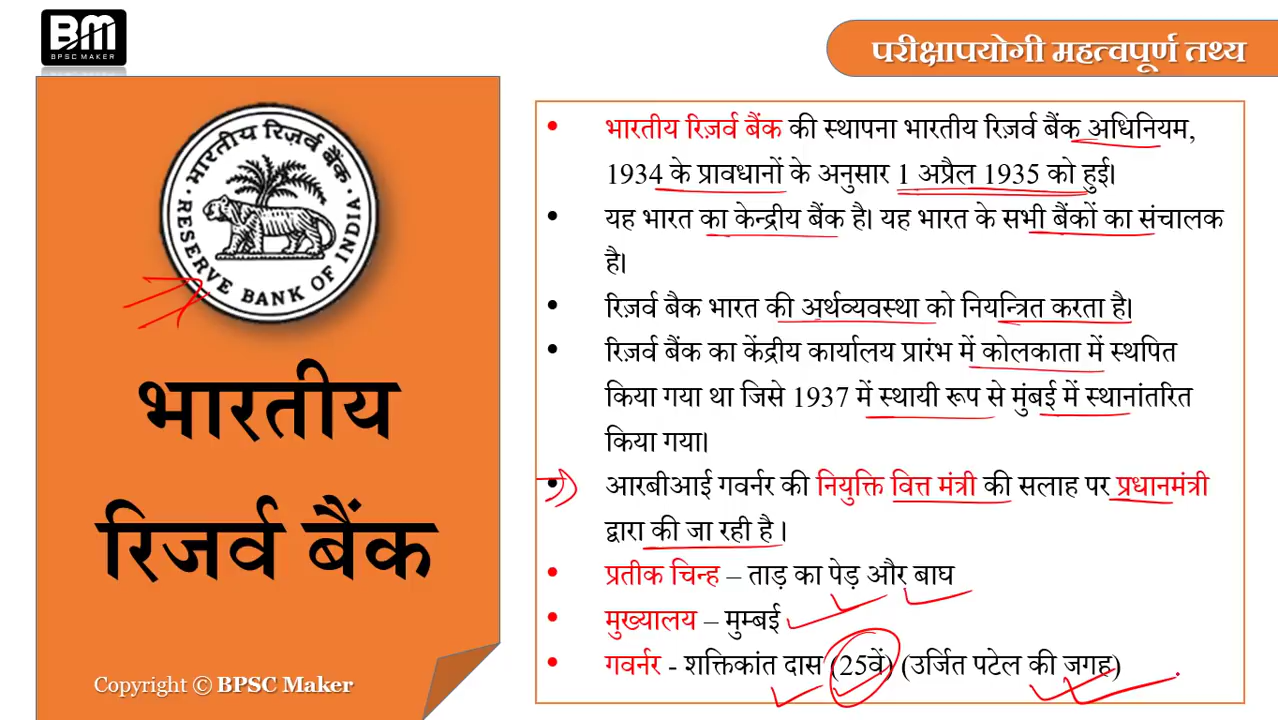 BM
BPSC MAKER
परीक्षापयोगी महत्वपूर्ण तथ्य
भारतीय रिज़र्व बैंक
RESERVE BANK OF INDIA
भारतीय
रिजर्व बैंक
Copyright © BPSC Maker
• भारतीय रिज़र्व बैंक की स्थापना भारतीय रिज़र्व बैंक अधिनियम,
1934 के प्रावधानों के अनुसार 1 अप्रैल 1935 को हुई।
• यह भारत का केन्द्रीय बैंक है। यह भारत के सभी बैंकों का संचालक
है।
• रिज़र्व बैक भारत की अर्थव्यवस्था को नियन्त्रित करता है।
• रिज़र्व बैंक का केंद्रीय कार्यालय प्रारंभ में कोलकाता में स्थपित
किया गया था जिसे 1937 में स्थायी रूप से मुंबई में स्थानांतरित
किया गया।
• आरबीआई गवर्नर की नियुक्ति वित्त मंत्री की सलाह पर प्रधानमंत्री
द्वारा की जा रही है ।
• प्रतीक चिन्ह – ताड़ का पेड़ और बाघ
• मुख्यालय – मुम्बई
• गवर्नर - शक्तिकांत दास (25वें) (उर्जित पटेल की जगह)